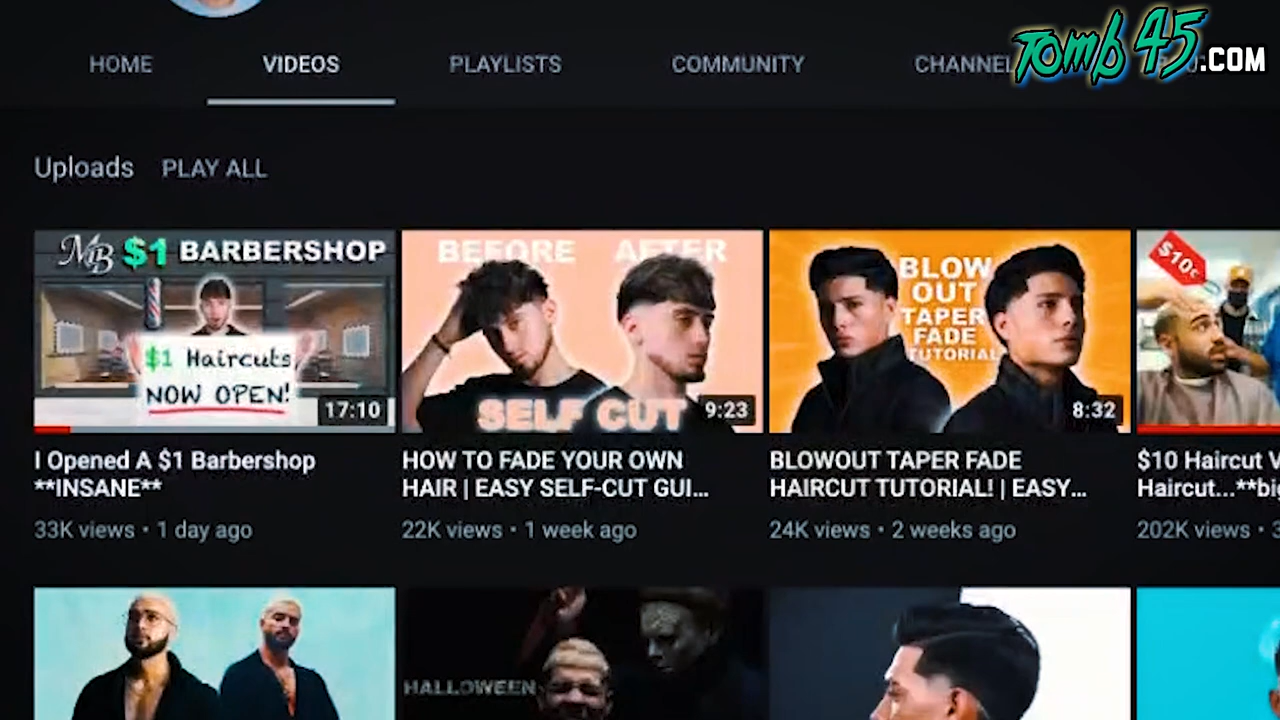 Tomb 45.COM
HOME VIDEOS PLAYLISTS COMMUNITY CHANNEL
Uploads PLAY ALL
MB $1 BARBERSHOP
$1 Haircuts
NOW OPEN!
17:10
BEFORE AFTER
SELF CUT
9:23
BLOW
OUT
TAPER
FADE
TUTORIAL
8:32
$10
I Opened A $1 Barbershop
**INSANE**
33K views • 1 day ago
HOW TO FADE YOUR OWN
HAIR | EASY SELF-CUT GUI...
22K views • 1 week ago
BLOWOUT TAPER FADE
HAIRCUT TUTORIAL! | EASY...
24K views • 2 weeks ago
$10 Haircut
Haircut...**
202K views •
HALLOWEEN